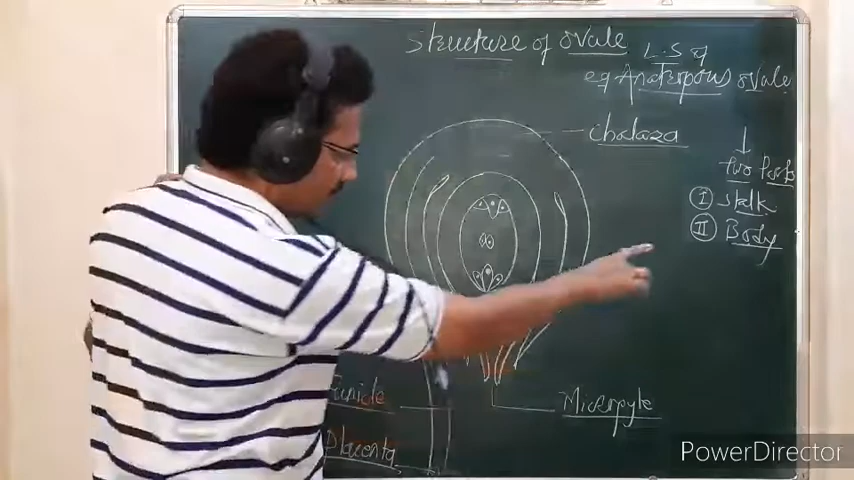 Structure of ovule
L.S of
eg Anatropous ovule
chalaza
Two Parts
I Stalk
II Body
Funicle
Micropyle
Placenta
PowerDirector